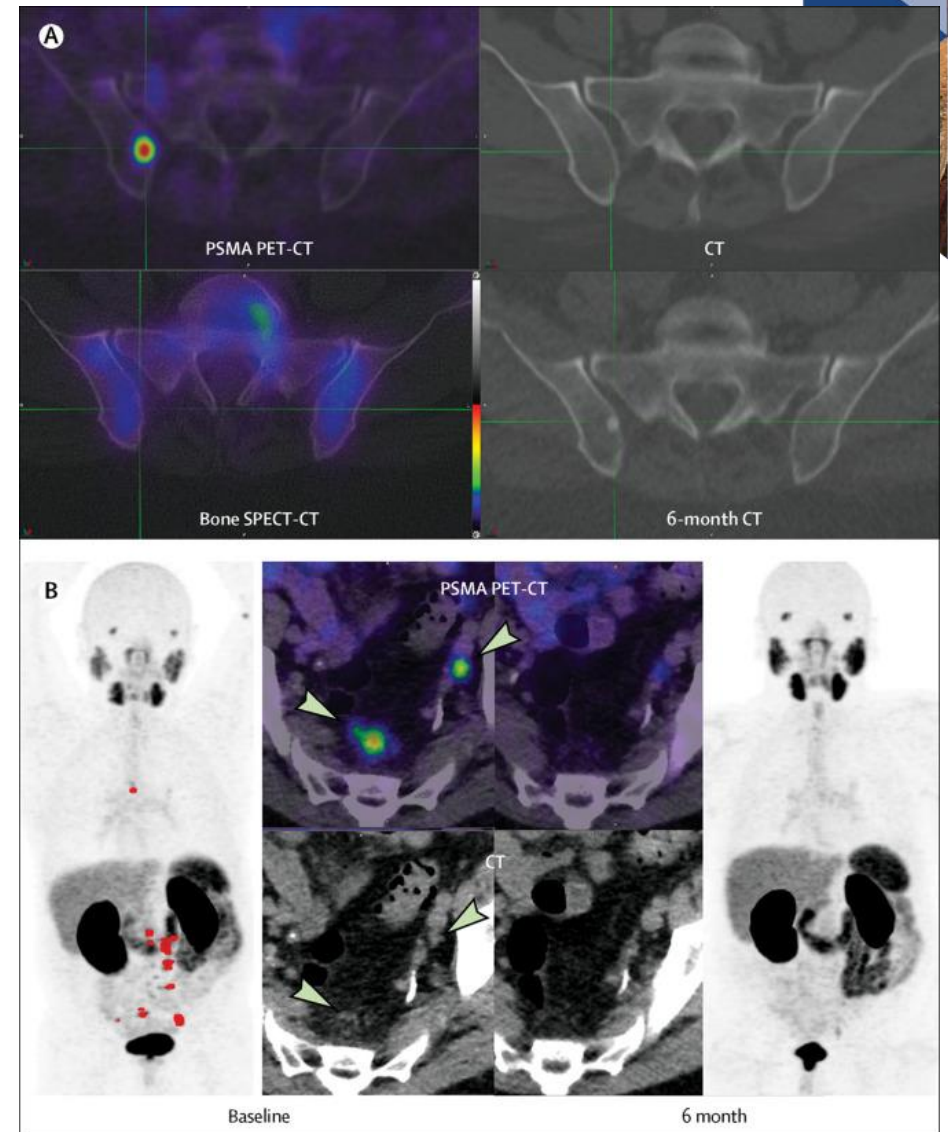 A
PSMA PET-CT
CT
Bone SPECT-CT
6-month CT
B
PSMA PET-CT
CT
Baseline
6 month